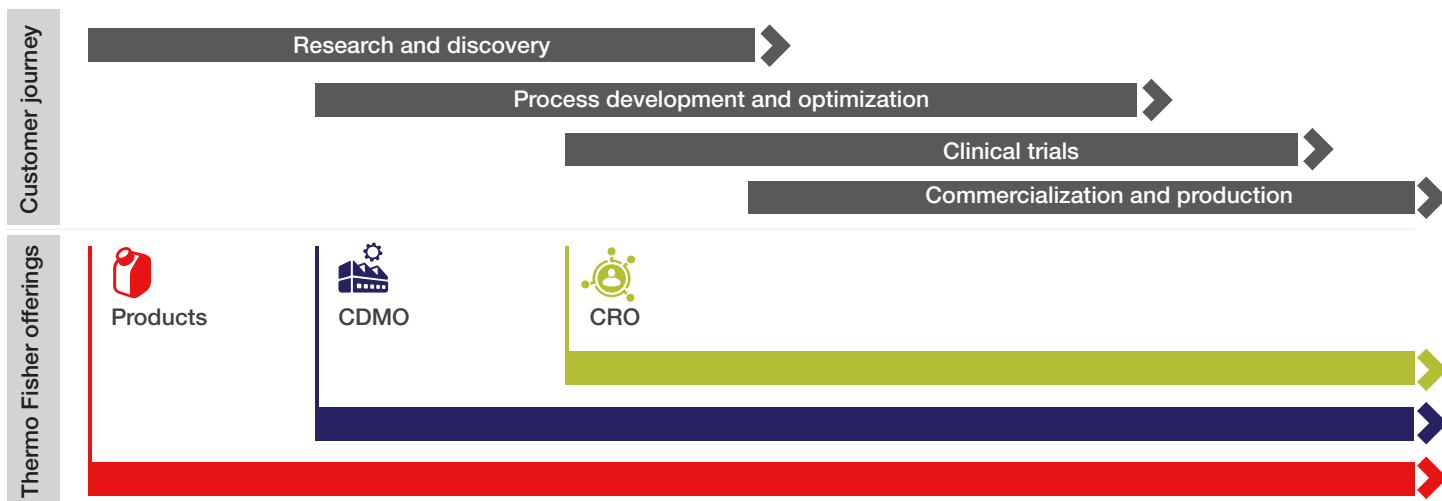 Customer journey
Research and discovery
Process development and optimization
Clinical trials
Commercialization and production
Thermo Fisher offerings
Products
CDMO
CRO